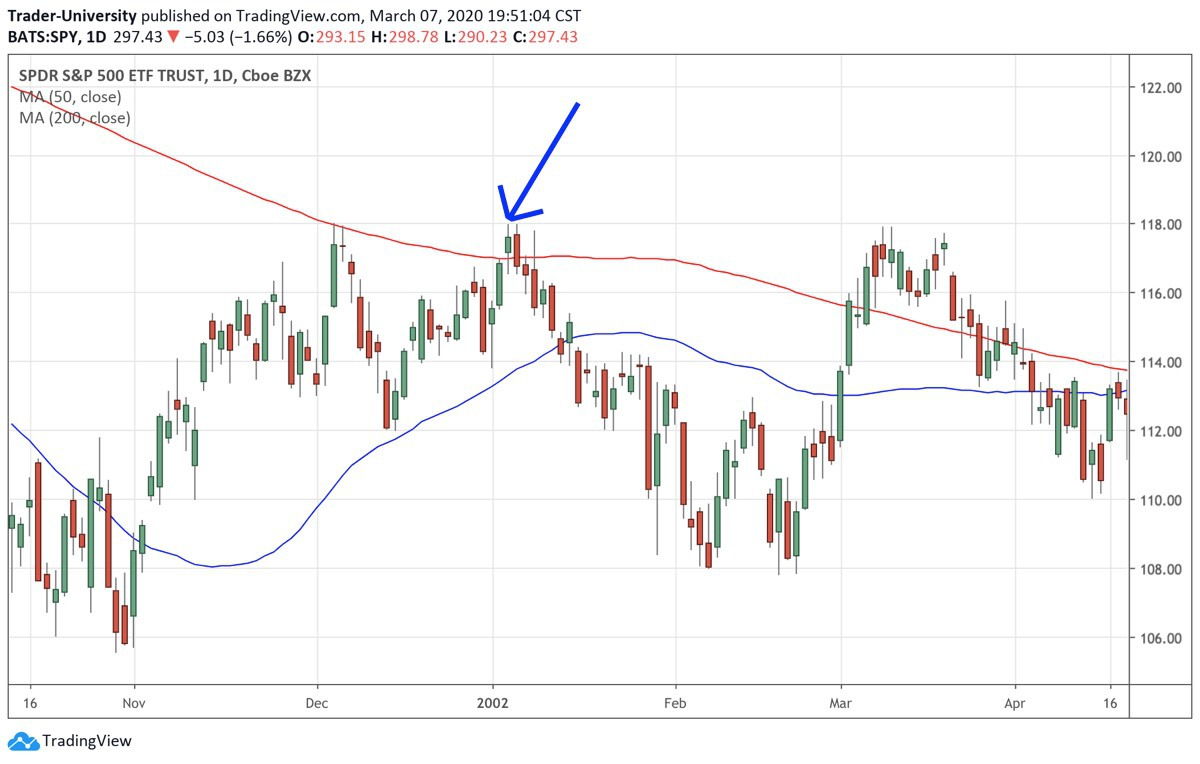 Trader-University published on TradingView.com, March 07, 2020 19:51:04 CST
BATS:SPY, 1D 297.43 ▼ −5.03 (−1.66%) O:293.15 H:298.78 L:290.23 C:297.43
SPDR S&P 500 ETF TRUST, 1D, Cboe BZX
MA (50, close)
MA (200, close)
122.00
120.00
118.00
116.00
114.00
112.00
110.00
108.00
106.00
16 Nov Dec 2002 Feb Mar Apr 16
TradingView